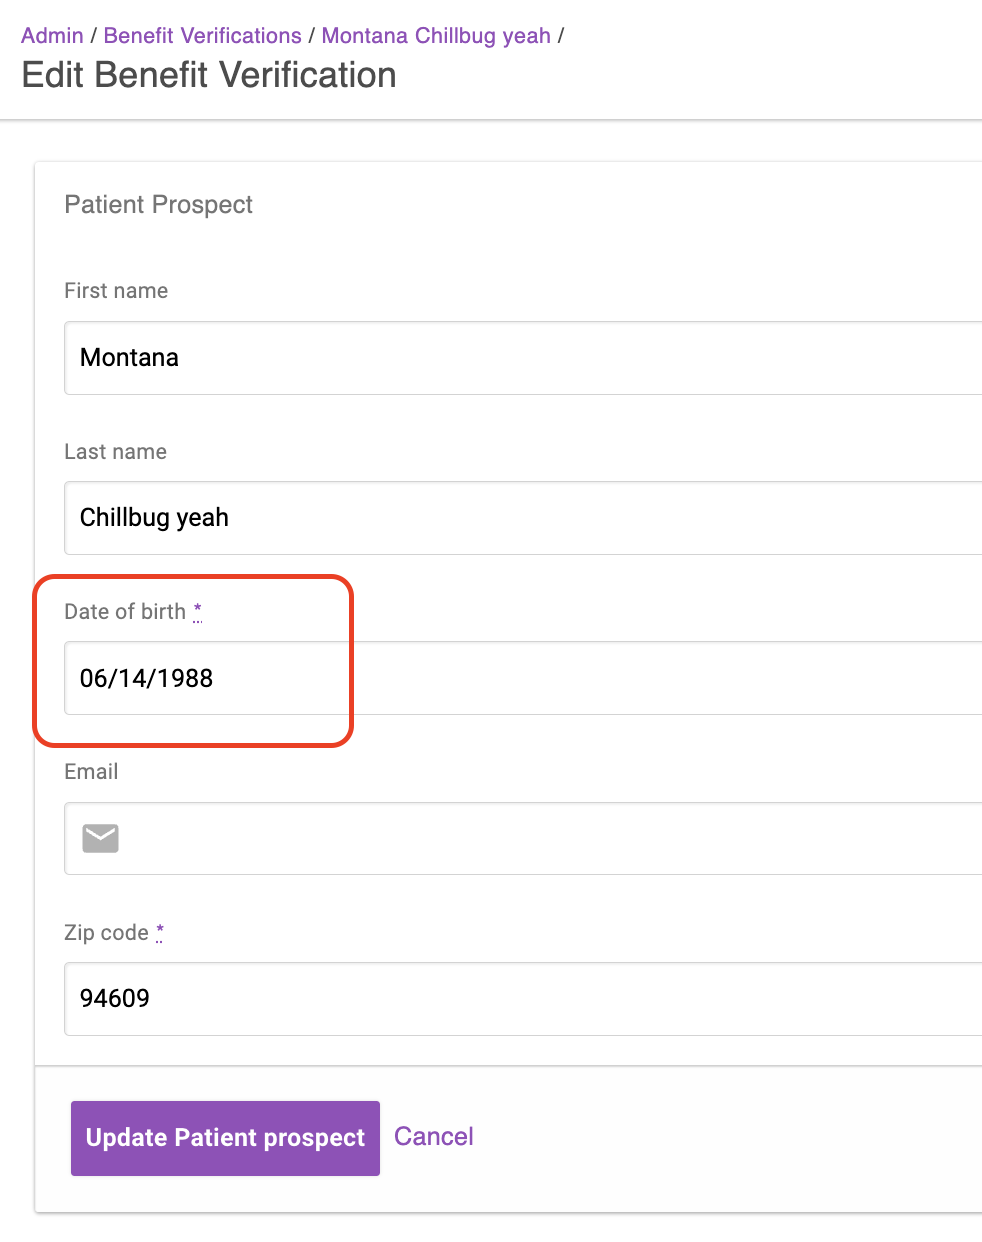 Admin / Benefit Verifications / Montana Chillbug yeah /
Edit Benefit Verification
Patient Prospect
First name
Montana
Last name
Chillbug yeah
Date of birth *
06/14/1988
Email
Zip code *
94609
Update Patient prospect Cancel